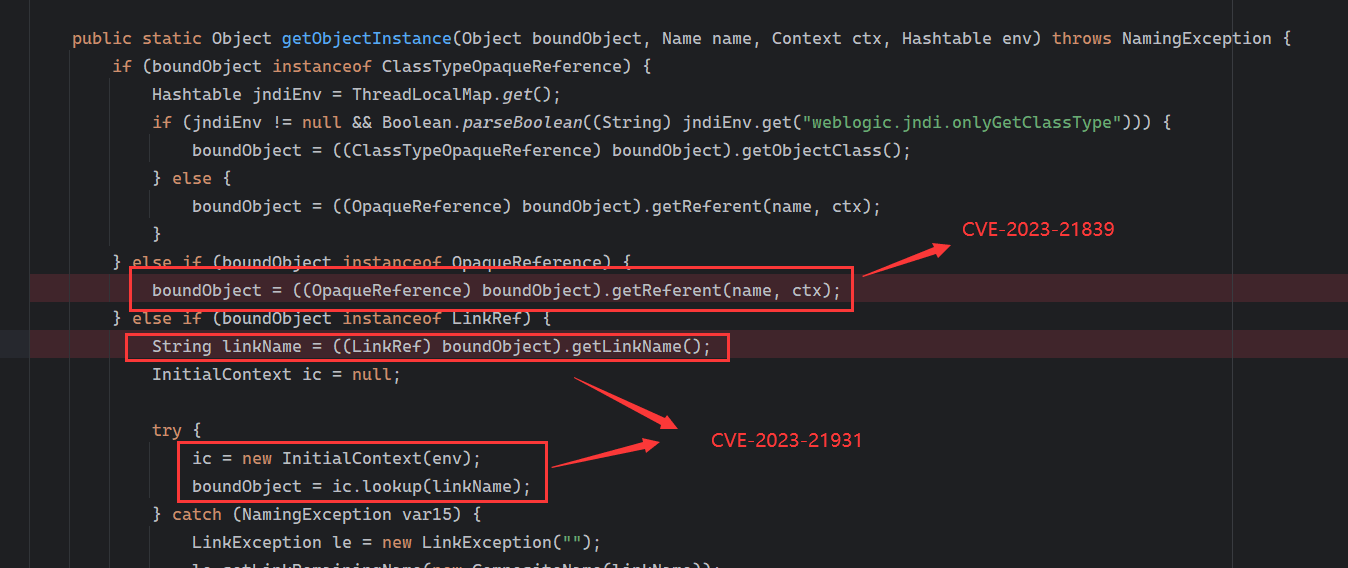 public static Object getObjectInstance(Object boundObject, Name name, Context ctx, Hashtable env) throws NamingException {
if (boundObject instanceof ClassTypeOpaqueReference) {
Hashtable jndiEnv = ThreadLocalMap.get();
if (jndiEnv != null && Boolean.parseBoolean((String) jndiEnv.get("weblogic.jndi.onlyGetClassType"))) {
boundObject = ((ClassTypeOpaqueReference) boundObject).getObjectClass();
} else {
boundObject = ((OpaqueReference) boundObject).getReferent(name, ctx);
}
CVE-2023-21839
} else if (boundObject instanceof OpaqueReference) {
boundObject = ((OpaqueReference) boundObject).getReferent(name, ctx);
} else if (boundObject instanceof LinkRef) {
String linkName = ((LinkRef) boundObject).getLinkName();
InitialContext ic = null;
try {
CVE-2023-21931
ic = new InitialContext(env);
boundObject = ic.lookup(linkName);
} catch (NamingException var15) {
LinkException le = new LinkException("");